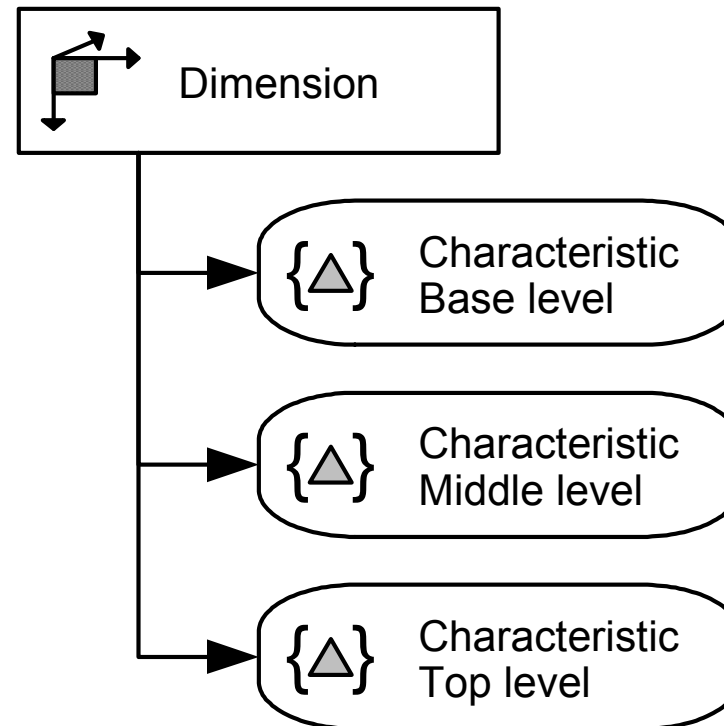 Dimension
{△} Characteristic
Base level
{△} Characteristic
Middle level
{△} Characteristic
Top level